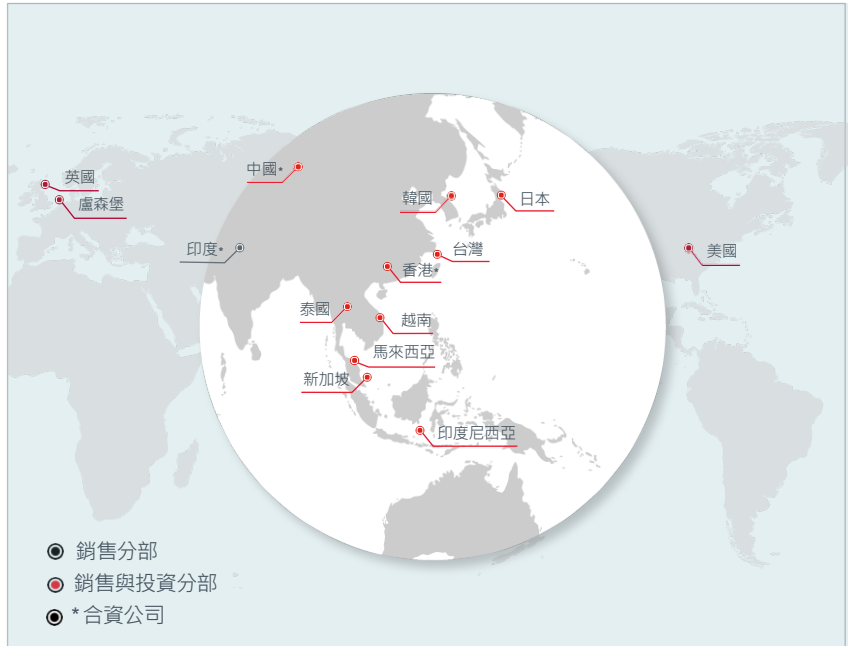 中國*
英國
盧森堡
韓國
日本
印度*
台灣
美國
香港*
泰國
越南
馬來西亞
新加坡
印度尼西亞
銷售分部
銷售與投資分部
* 合資公司